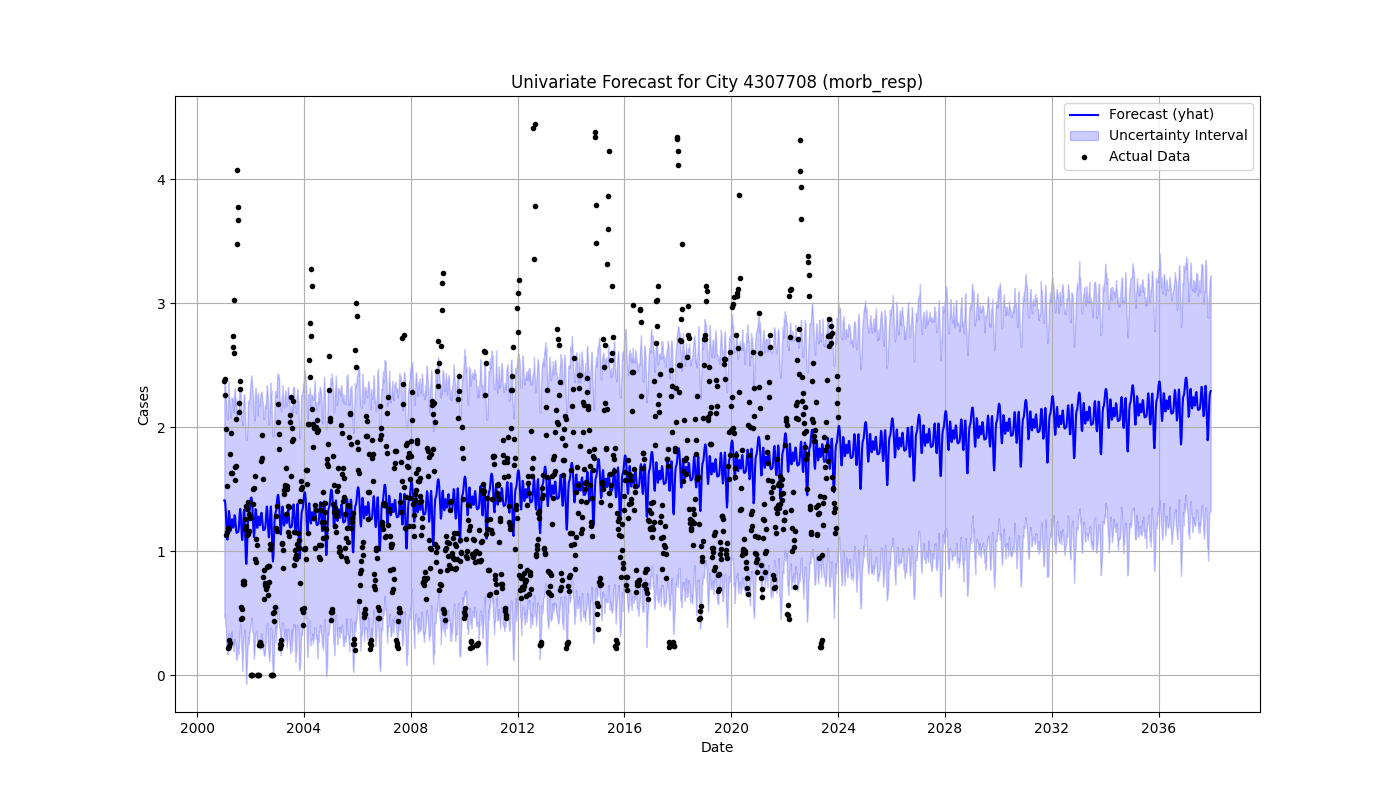 Univariate Forecast for City 4307708 (morb_resp)
Forecast (yhat)
Uncertainty Interval
Actual Data
Cases
4
3
2
1
0
2000 2004 2008 2012 2016 2020 2024 2028 2032 2036
Date